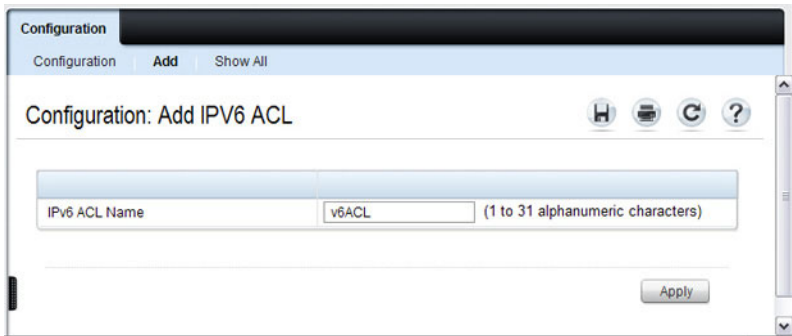 Configuration
Configuration Add Show All
Configuration: Add IPV6 ACL
IPv6 ACL Name v6ACL (1 to 31 alphanumeric characters)
Apply